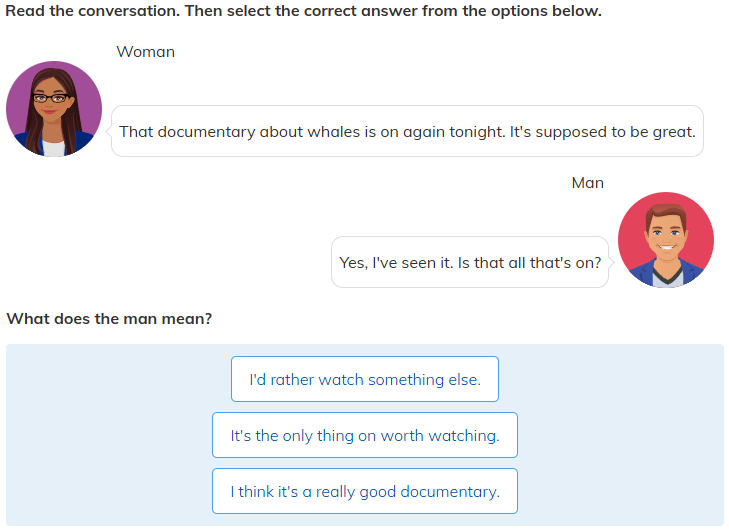 Read the conversation. Then select the correct answer from the options below.
Woman
That documentary about whales is on again tonight. It's supposed to be great.
Man
Yes, I've seen it. Is that all that's on?
What does the man mean?
I'd rather watch something else.
It's the only thing on worth watching.
I think it's a really good documentary.